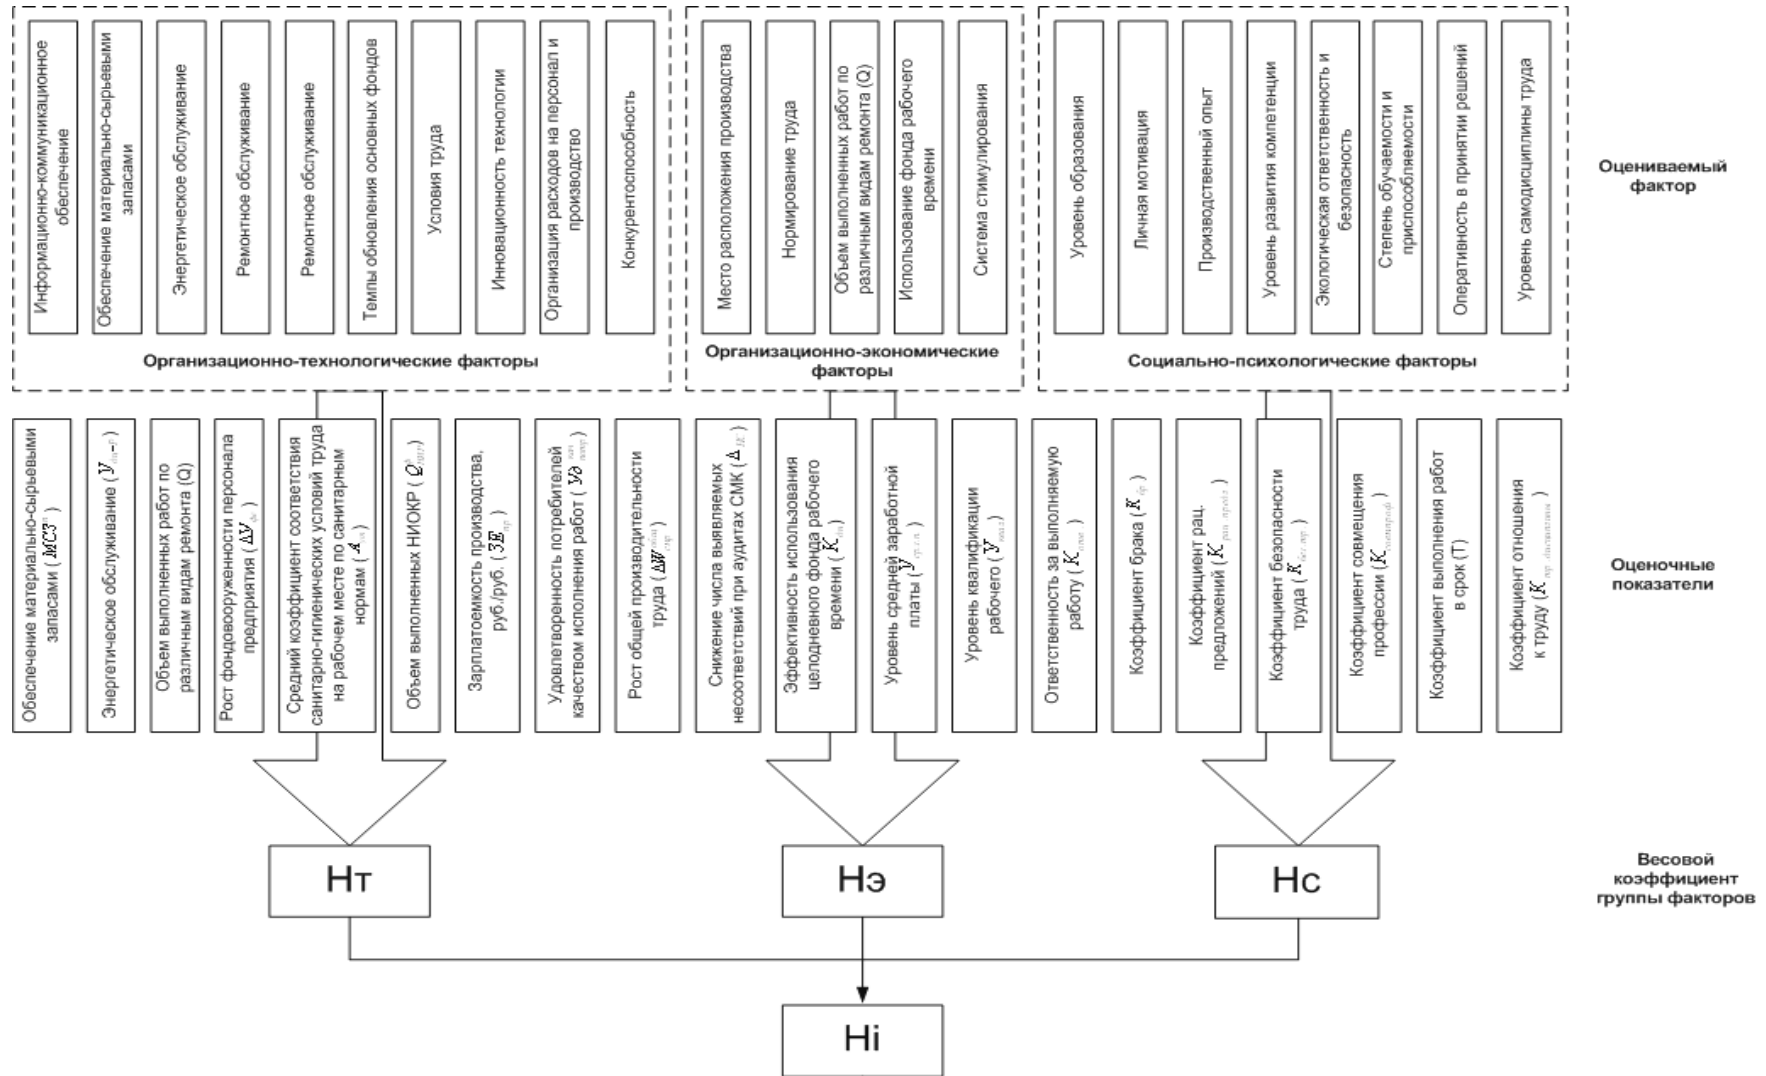 Информационно-коммуникационное
обеспечение
Обеспечение материально-сырьевыми
запасами
Энергетическое обслуживание
Ремонтное обслуживание
Ремонтное обслуживание
Темпы обновления основных фондов
Условия труда
Инновационность технологии
Организация расходов на персонал и
производство
Конкурентоспособность
Организационно-технологические факторы
Место расположения производства
Нормирование труда
Объем выполненных работ по
различным видам ремонта (Q)
Использование фонда рабочего
времени
Система стимулирования
Организационно-экономические
факторы
Уровень образования
Личная мотивация
Производственный опыт
Уровень развития компетенции
Экологическая ответственность и
безопасность
Степень обучаемости и
приспособляемости
Оперативность в принятии решений
Уровень самодисциплины труда
Социально-психологические факторы
Оцениваемый
фактор
Обеспечение материально-сырьевыми
запасами (МСЗ)
Энергетическое обслуживание (У)
Объем выполненных работ по
различным видам ремонта (Q)
Рост фондовооруженности персонала
предприятия (ΔV)
Средний коэффициент соответствия
санитарно-гигиенических условий труда
на рабочем месте по санитарным
нормам (А)
Объем выполненных НИОКР (Q)
Зарплатоемкость производства,
руб./руб. (ЗЕ)
Удовлетворенность потребителей
качеством исполнения работ (Уд)
Рост общей производительности
труда (ΔW)
Снижение числа выявляемых
несоответствий при аудитах СМК (Δ)
Эффективность использования
целодневного фонда рабочего
времени (К)
Уровень средней заработной
платы (У)
Уровень квалификации
рабочего (У)
Ответственность за выполняемую
работу (К)
Коэффициент брака (К)
Коэффициент рац.
предложений (К)
Коэффициент безопасности
труда (К)
Коэффициент совмещения
профессии (К)
Коэффициент выполнения работ
в срок (Т)
Коэффициент отношения
к труду (К)
Оценочные
показатели
Нт
Нэ
Нс
Весовой
коэффициент
группы факторов
Нi